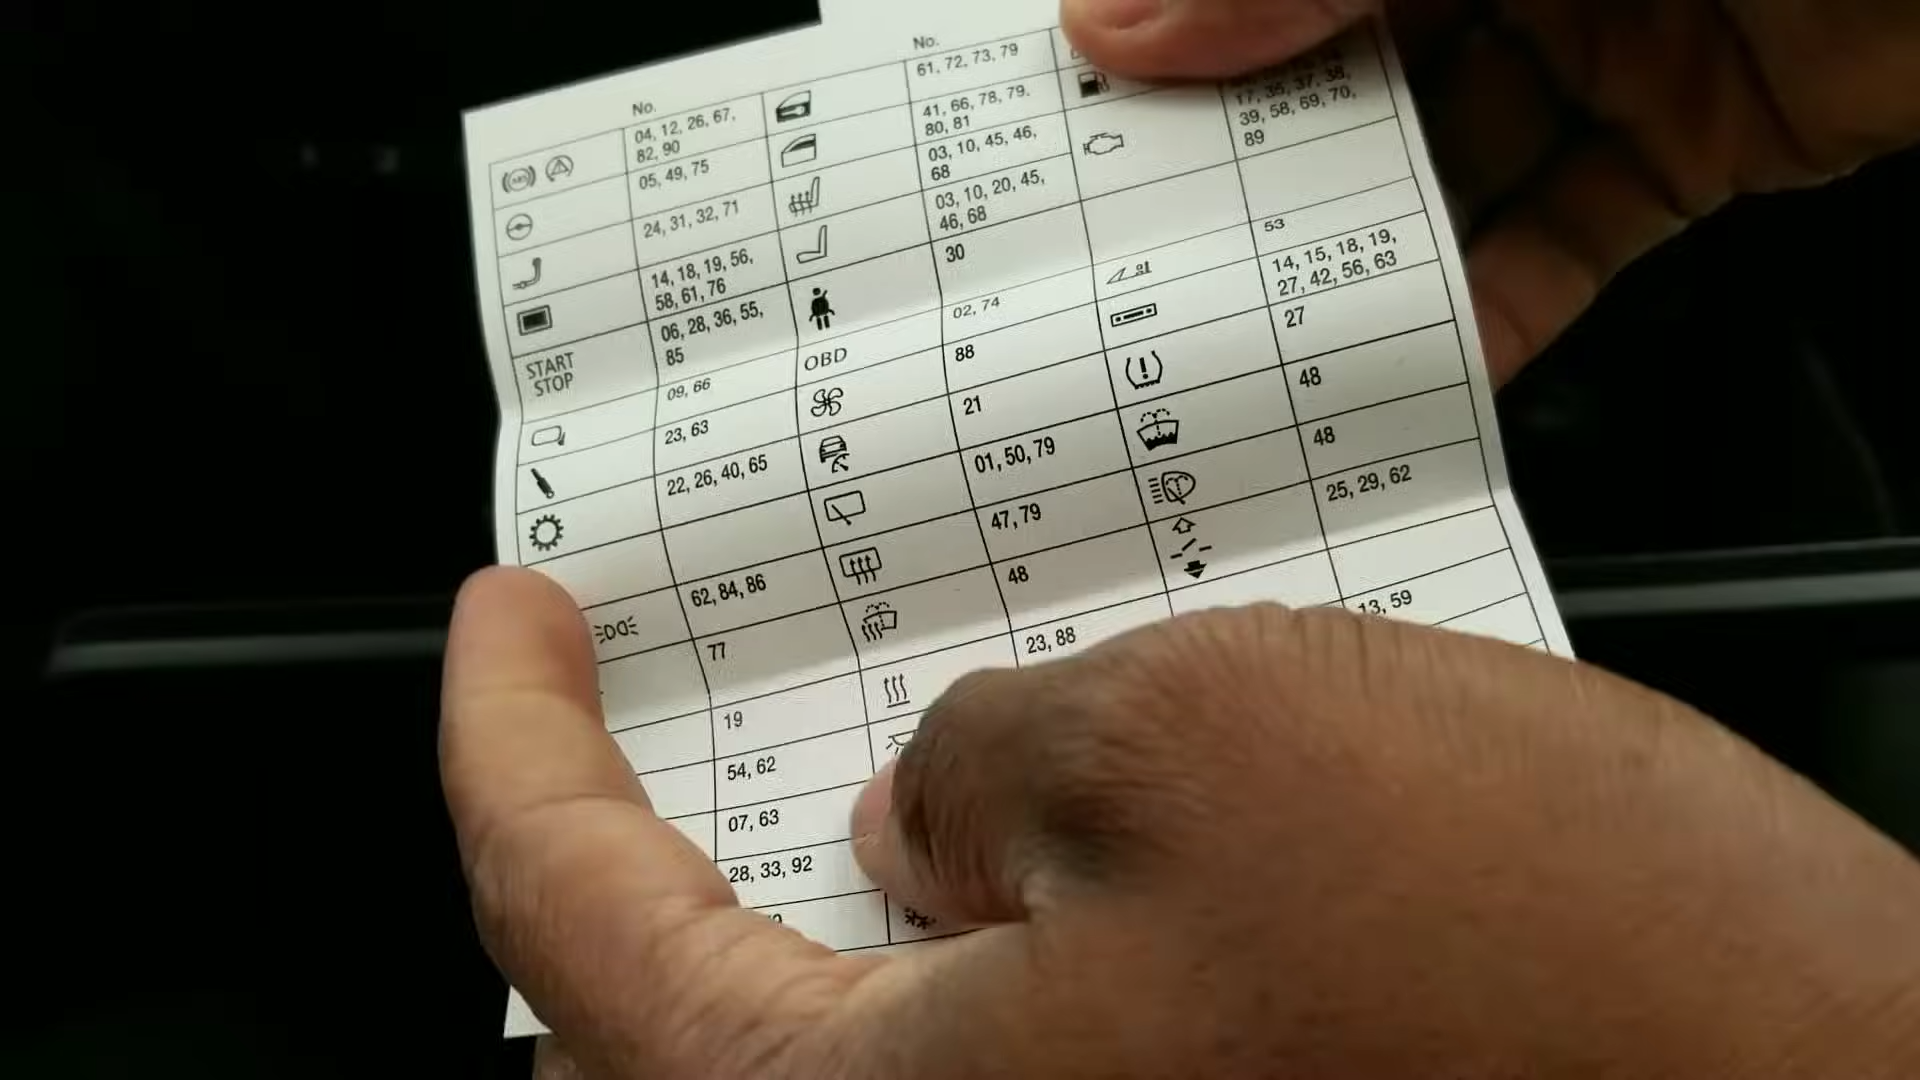 No.
04, 12, 26, 67,
82, 90
05, 49, 75
24, 31, 32, 71
14, 18, 19, 56,
58, 61, 76
START
STOP
06, 28, 36, 55,
85
09, 66
23, 63
22, 26, 40, 65
62, 84, 86
77
19
54, 62
07, 63
28, 33, 92
No.
61, 72, 73, 79
41, 66, 78, 79.
80, 81
03, 10, 45, 46,
68
03, 10, 20, 45,
46, 68
30
OBD
02, 74
88
21
01, 50, 79
47, 79
48
23, 88
17, 35, 37, 38,
39, 58, 69, 70,
89
53
14, 15, 18, 19,
27, 42, 56, 63
27
48
48
25, 29, 62
13, 59